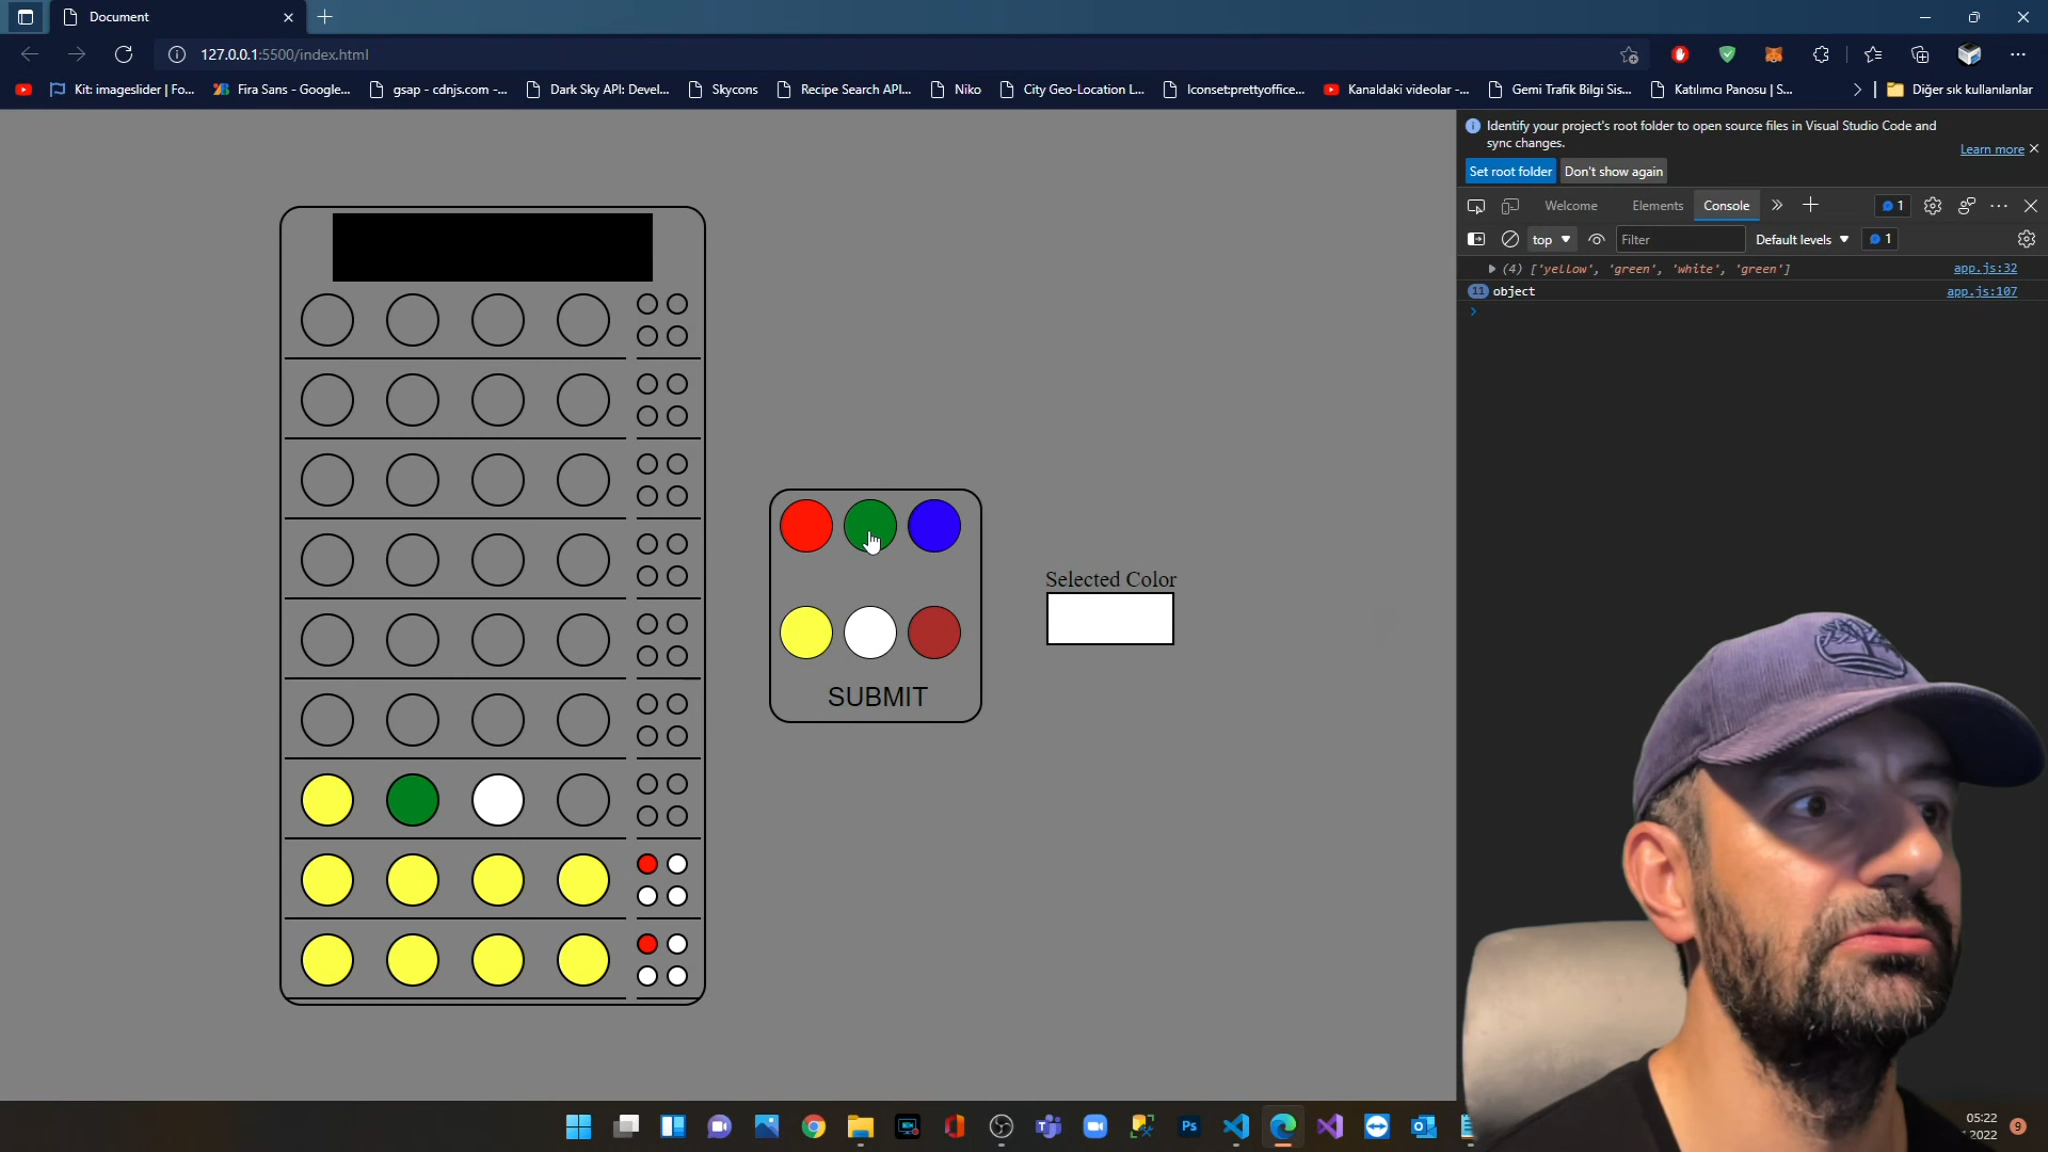 Document
127.0.0.1:5500/index.html
Kit: imageslider | Fo...
Fira Sans - Google...
gsap - cdnjs.com -...
Dark Sky API: Devel...
Skycons
Recipe Search API...
Niko
City Geo-Location L...
Iconset:prettyoffice...
Kanaldaki videolar -...
Gemi Trafik Bilgi Sis...
Katılımcı Panosu | S...
Diğer sık kullanılanlar
Identify your project's root folder to open source files in Visual Studio Code and
sync changes.
Learn more
Set root folder
Don't show again
Welcome
Elements
Console
1
top
Filter
Default levels
1
(4) ['yellow', 'green', 'white', 'green']
app.js:32
11 object
app.js:107
Selected Color
SUBMIT
Ps
05:22
2022
9